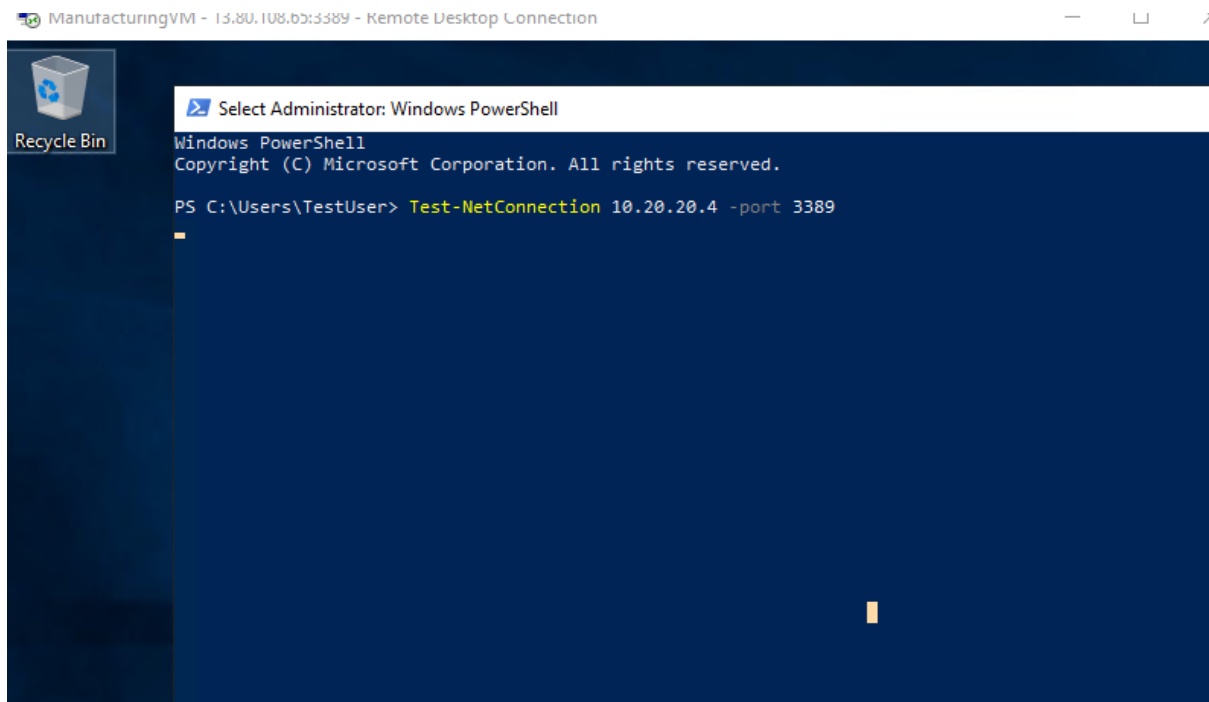 ManufacturingVM - 13.80.108.65:3389 - Remote Desktop Connection
Recycle Bin
Select Administrator: Windows PowerShell
Windows PowerShell
Copyright (C) Microsoft Corporation. All rights reserved.
PS C:\Users\TestUser> Test-NetConnection 10.20.20.4 -port 3389